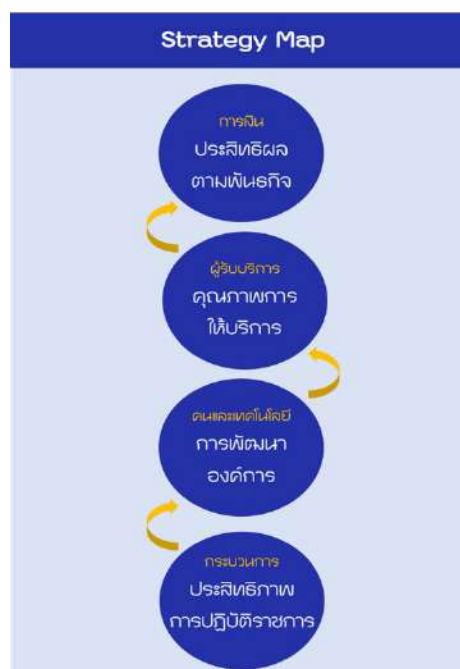 Strategy Map
การเงิน
ประสิทธิผล
ตามพันธกิจ
ผู้รับบริการ
คุณภาพการ
ให้บริการ
คนและเทคโนโลยี
การพัฒนา
องค์การ
กระบวนการ
ประสิทธิภาพ
การปฏิบัติราชการ